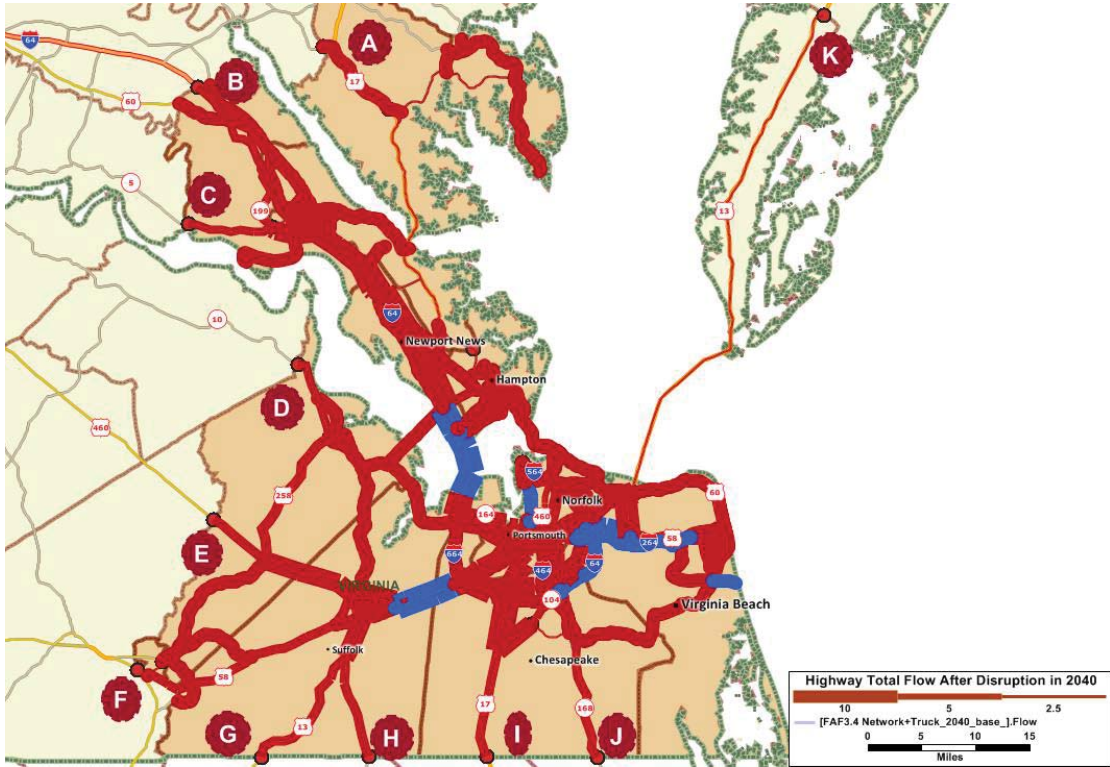 A
K
64
B
17
60
13
5
C
199
10
64
Newport News
D
Hampton
460
258
564
60
Norfolk
164
460
E
Portsmouth
58
264
664
64
464
VIRGINIA
104
Virginia Beach
Suffolk
Chesapeake
58
F
17
168
13
G
H
I
J
Highway Total Flow After Disruption in 2040
10 5 2.5
[FAF3.4 Network+Truck_2040_base_].Flow
0 5 10 15
Miles